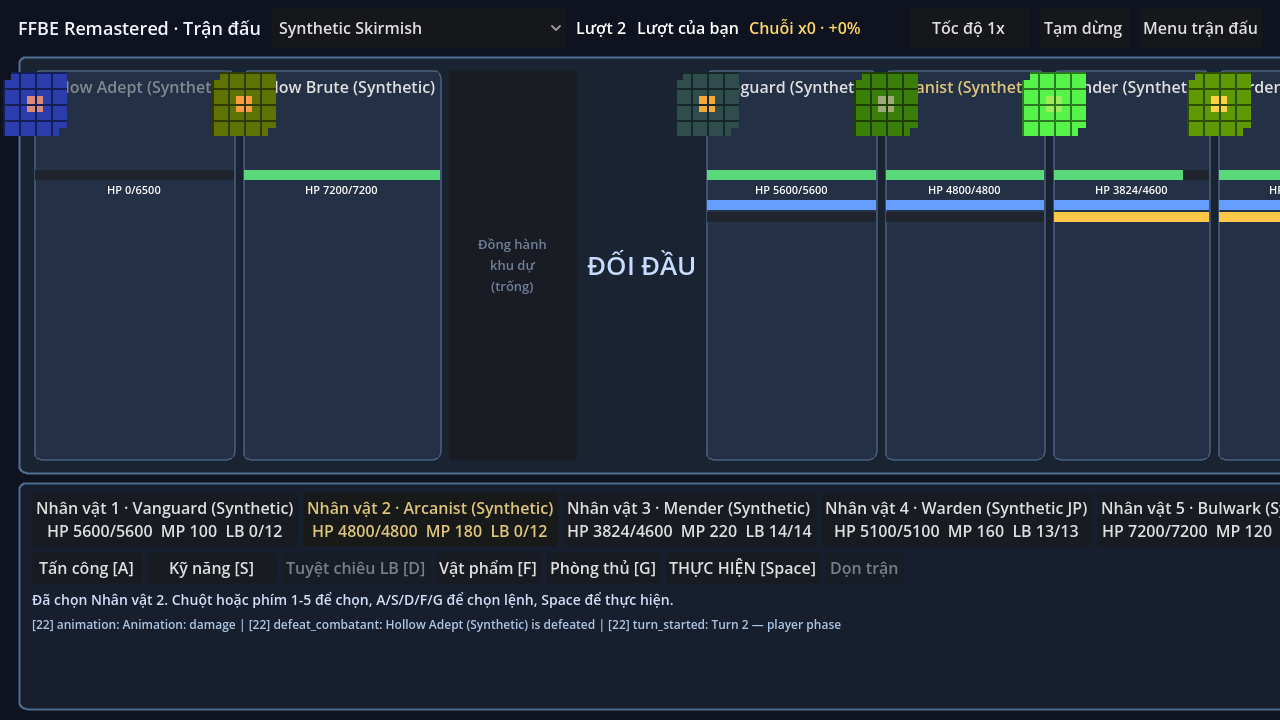 FFBE Remastered · Trận đấu
Synthetic Skirmish
Lượt 2 Lượt của bạn Chuỗi x0 · +0%
Tốc độ 1x
Tạm dừng
Menu trận đấu
Adept (Synthet
Brute (Synthetic)
HP 0/6500
HP 7200/7200
Đồng hành
khu dự
(trống)
ĐỐI ĐẦU
HP 5600/5600
HP 4800/4800
HP 3824/4600
Nhân vật 1 · Vanguard (Synthetic)
HP 5600/5600 MP 100 LB 0/12
Nhân vật 2 · Arcanist (Synthetic)
HP 4800/4800 MP 180 LB 0/12
Nhân vật 3 · Mender (Synthetic)
HP 3824/4600 MP 220 LB 14/14
Nhân vật 4 · Warden (Synthetic JP)
HP 5100/5100 MP 160 LB 13/13
Nhân vật 5 · Bulwark (S
HP 7200/7200 MP 120
Tấn công [A]
Kỹ năng [S]
Tuyệt chiêu LB [D]
Vật phẩm [F]
Phòng thủ [G]
THỰC HIỆN [Space]
Dọn trận
Đã chọn Nhân vật 2. Chuột hoặc phím 1-5 để chọn, A/S/D/F/G để chọn lệnh, Space để thực hiện.
[22] animation: Animation: damage | [22] defeat_combatant: Hollow Adept (Synthetic) is defeated | [22] turn_started: Turn 2 — player phase